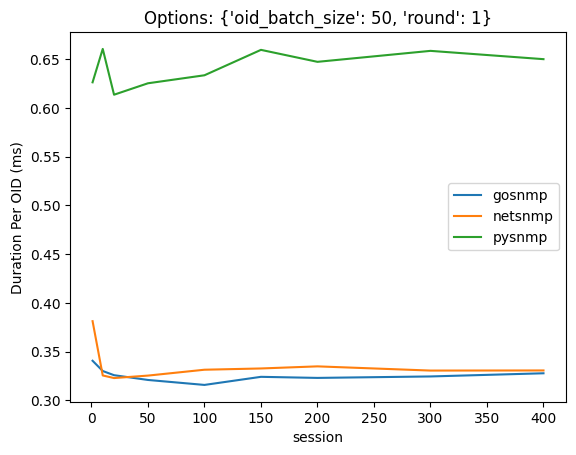 Options: {'oid_batch_size': 50, 'round': 1}
Duration Per OID (ms)
0.65
0.60
0.55
0.50
0.45
0.40
0.35
0.30
gosnmp
netsnmp
pysnmp
0 50 100 150 200 250 300 350 400
session